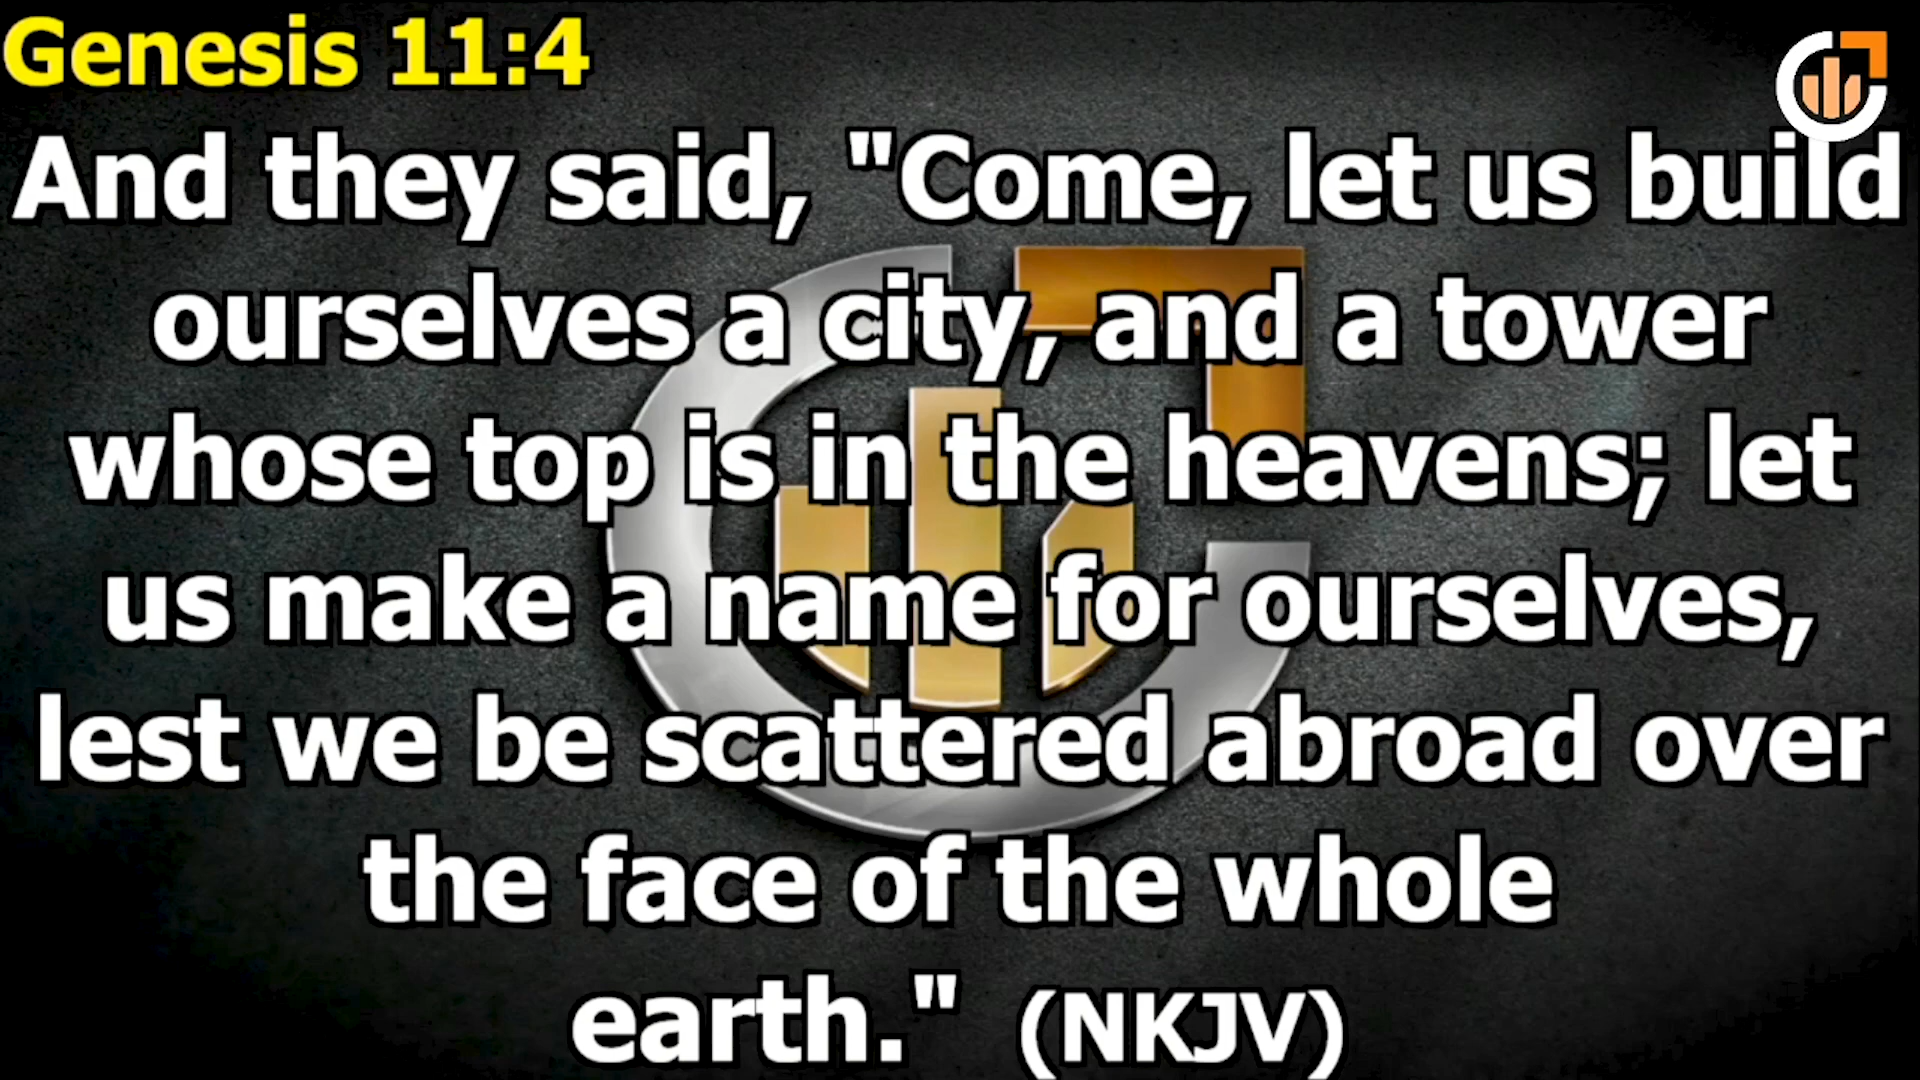 Genesis 11:4
And they said, "Come, let us build
ourselves a city, and a tower
whose top is in the heavens; let
us make a name for ourselves,
lest we be scattered abroad over
the face of the whole
earth." (NKJV)